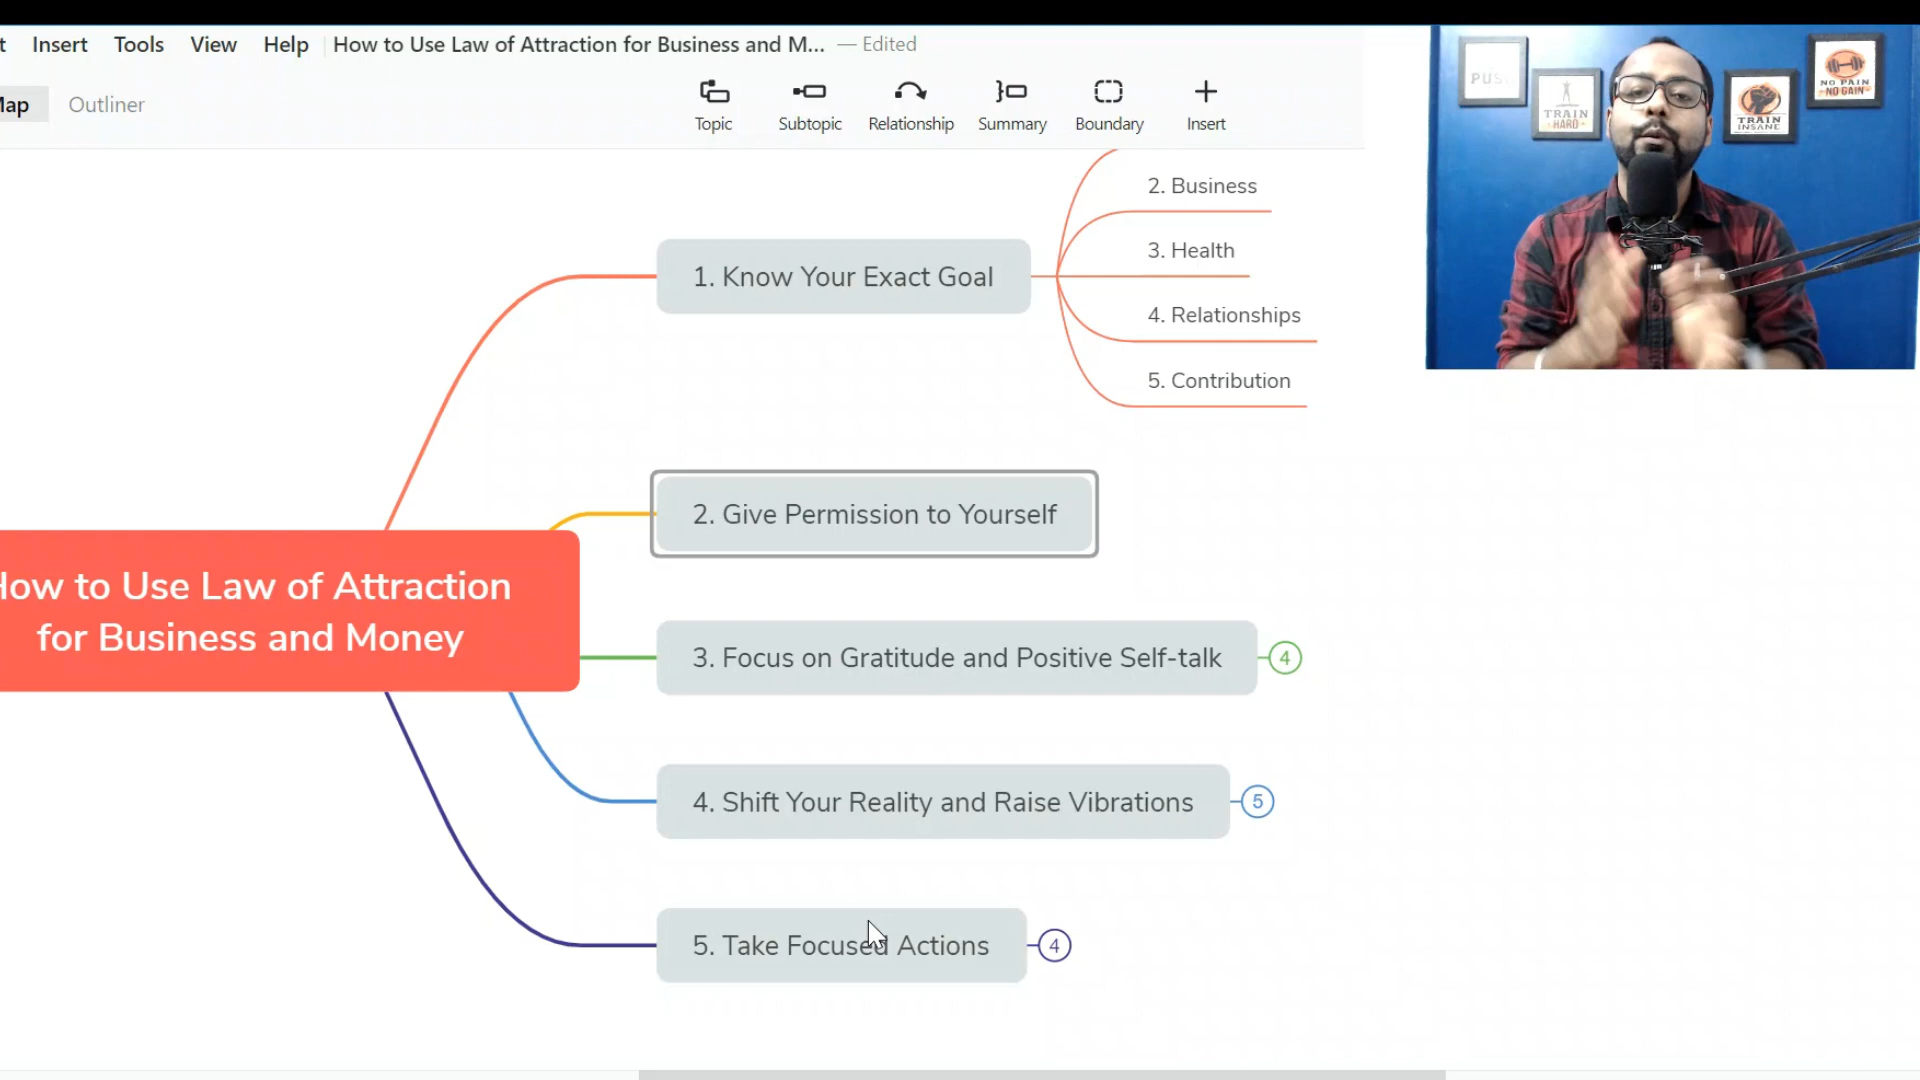 Insert Tools View Help How to Use Law of Attraction for Business and M... — Edited
Map Outliner
Topic Subtopic Relationship Summary Boundary Insert
2. Business
3. Health
4. Relationships
5. Contribution
1. Know Your Exact Goal
2. Give Permission to Yourself
How to Use Law of Attraction
for Business and Money
3. Focus on Gratitude and Positive Self-talk
4
4. Shift Your Reality and Raise Vibrations
5
5. Take Focused Actions
4
TRAIN
HARD
TRAIN
INSANE
NO PAIN
NO GAIN